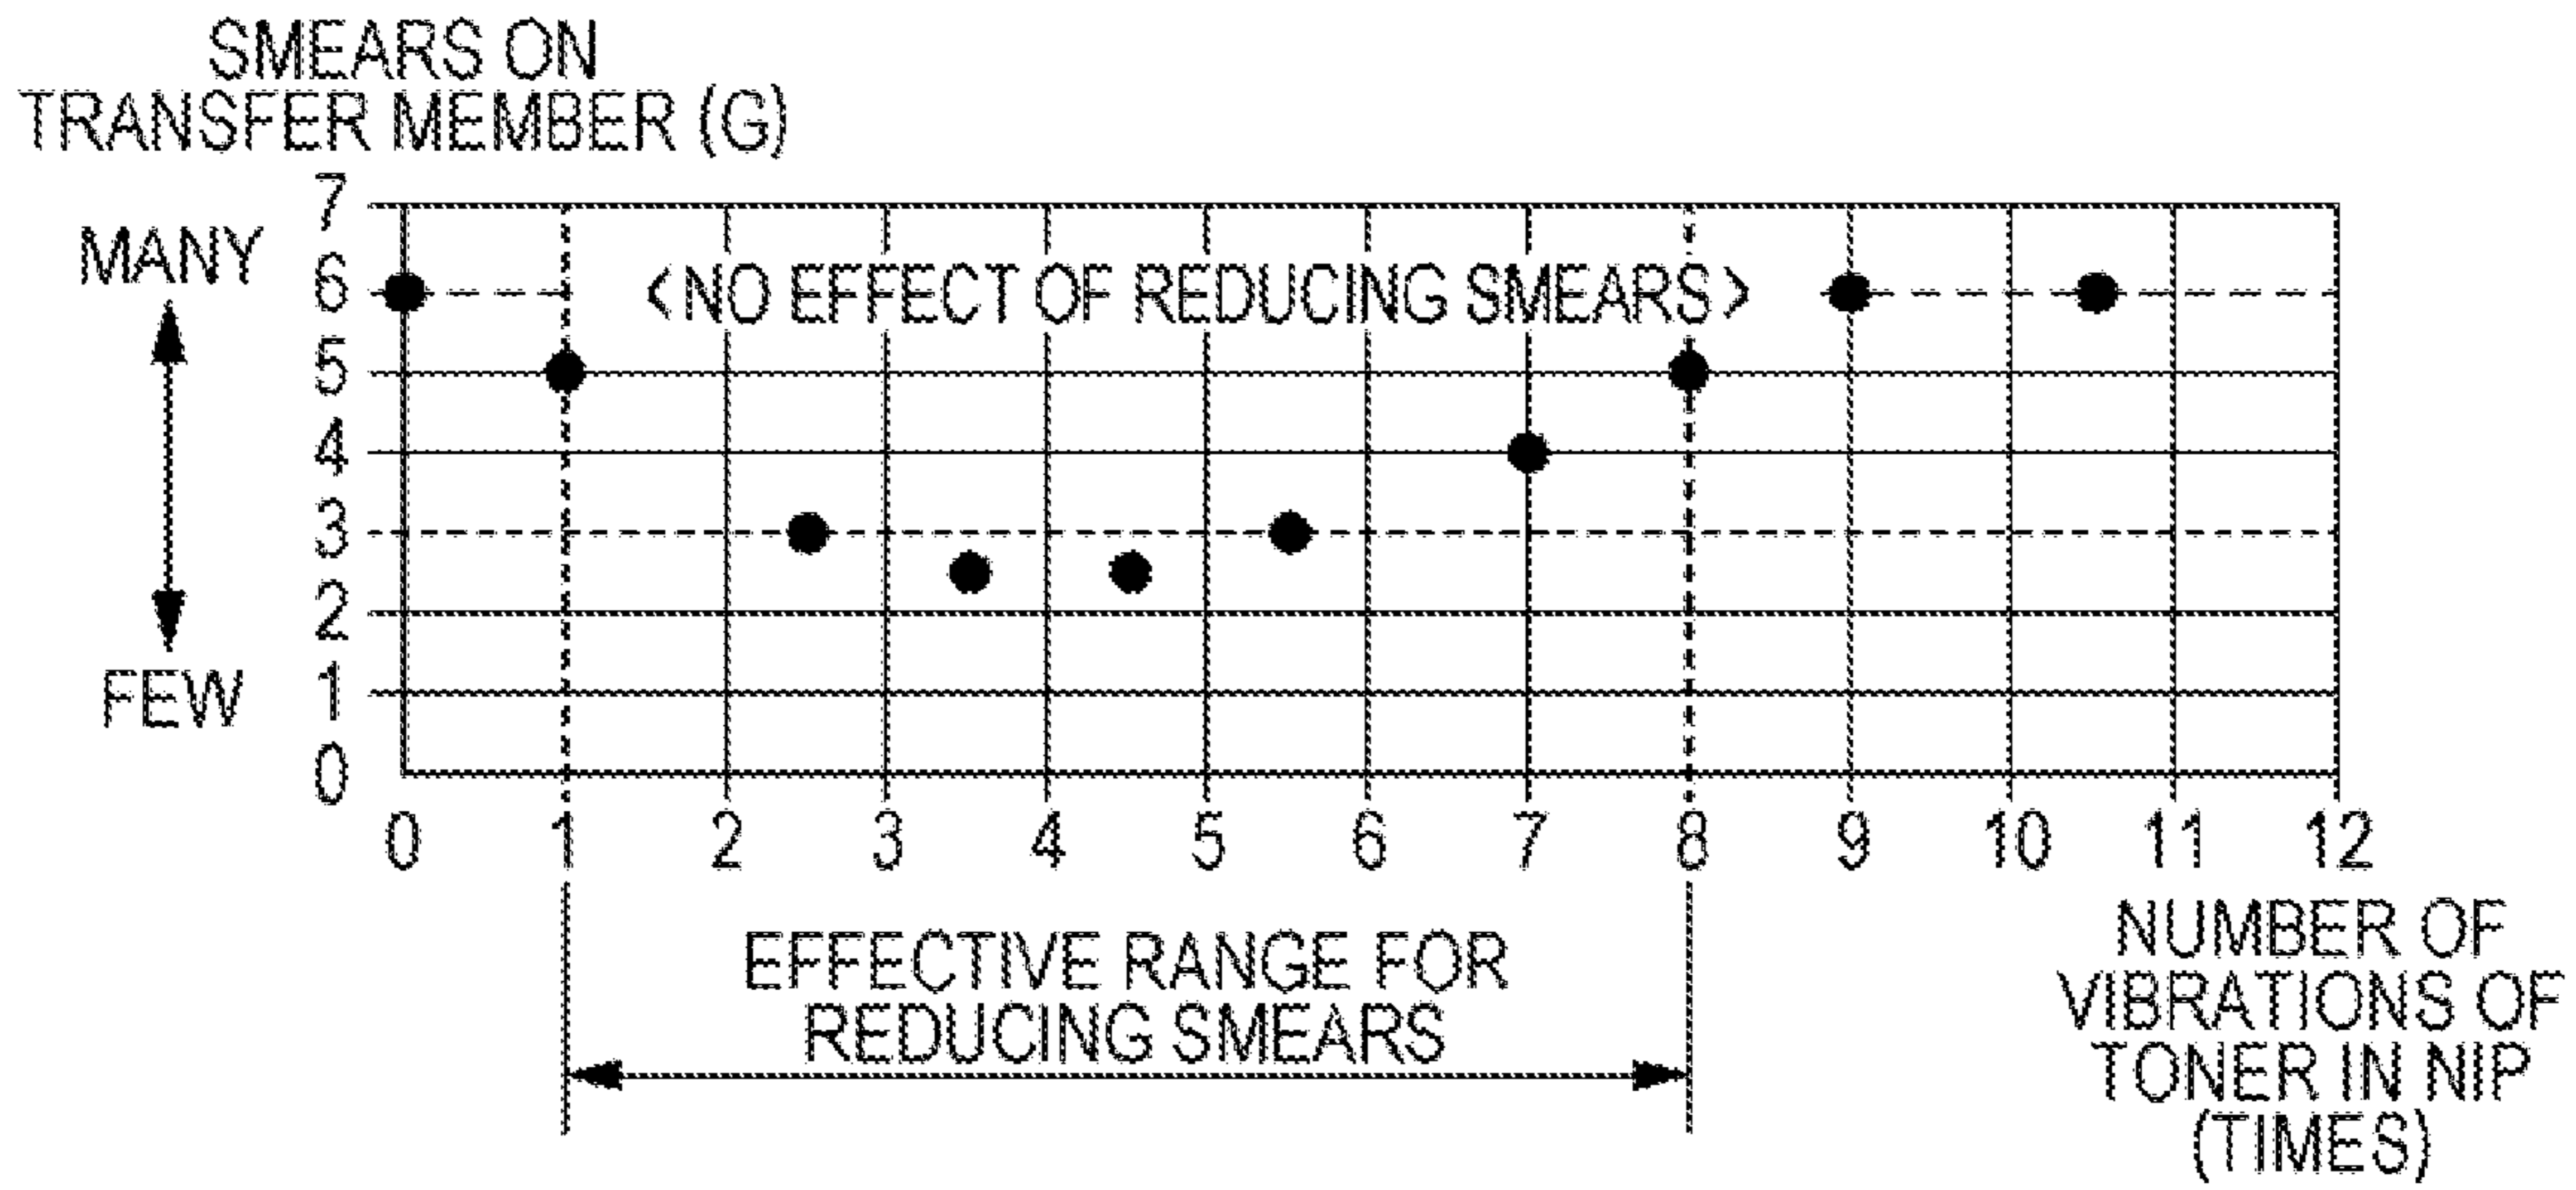 SMEARS ON
TRANSFER MEMBER (G)
7
MANY
6
< NO EFFECT OF REDUCING SMEARS >
5
4
3
2
FEW
1
0
0 1 2 3 4 5 6 7 8 9 10 11 12
EFFECTIVE RANGE FOR
REDUCING SMEARS
NUMBER OF
VIBRATIONS OF
TONER IN NIP
(TIMES)